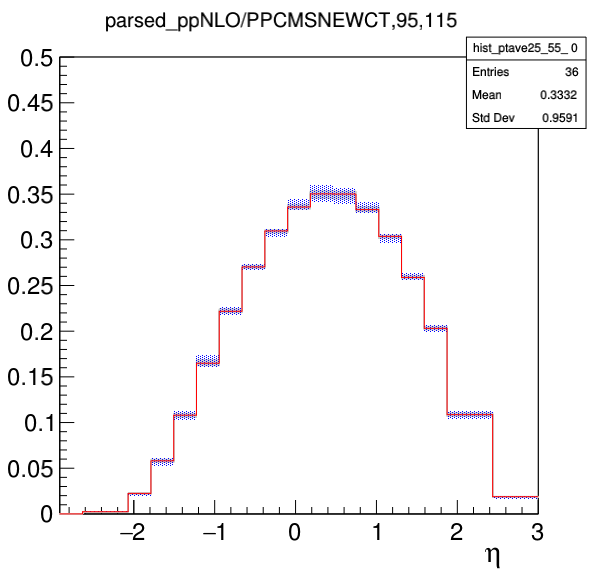 parsed_ppNLO/PPCMSNEWCT,95,115
hist_ptave25_55_ 0
Entries 36
Mean 0.3332
Std Dev 0.9591
0.5
0.45
0.4
0.35
0.3
0.25
0.2
0.15
0.1
0.05
0
−2 −1 0 1 2 3
η